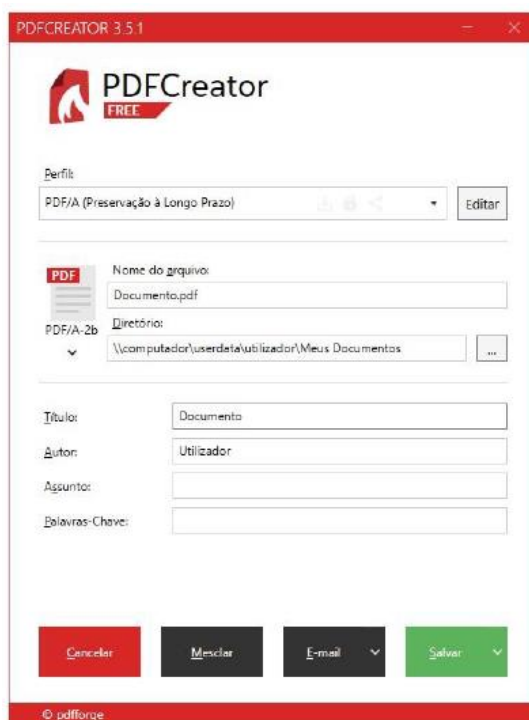 PDFCREATOR 3.5.1
PDFCreator
FREE
Perfil:
PDF/A (Preservação à Longo Prazo)
Editar
PDF
PDF/A-2b
Nome do arquivo:
Documento.pdf
Diretório:
\\computador\userdata\utilizador\Meus Documentos
...
Título:
Documento
Autor:
Utilizador
Assunto:
Palavras-Chave:
Cancelar
Mesclar
E-mail
Salvar
© pdfforge